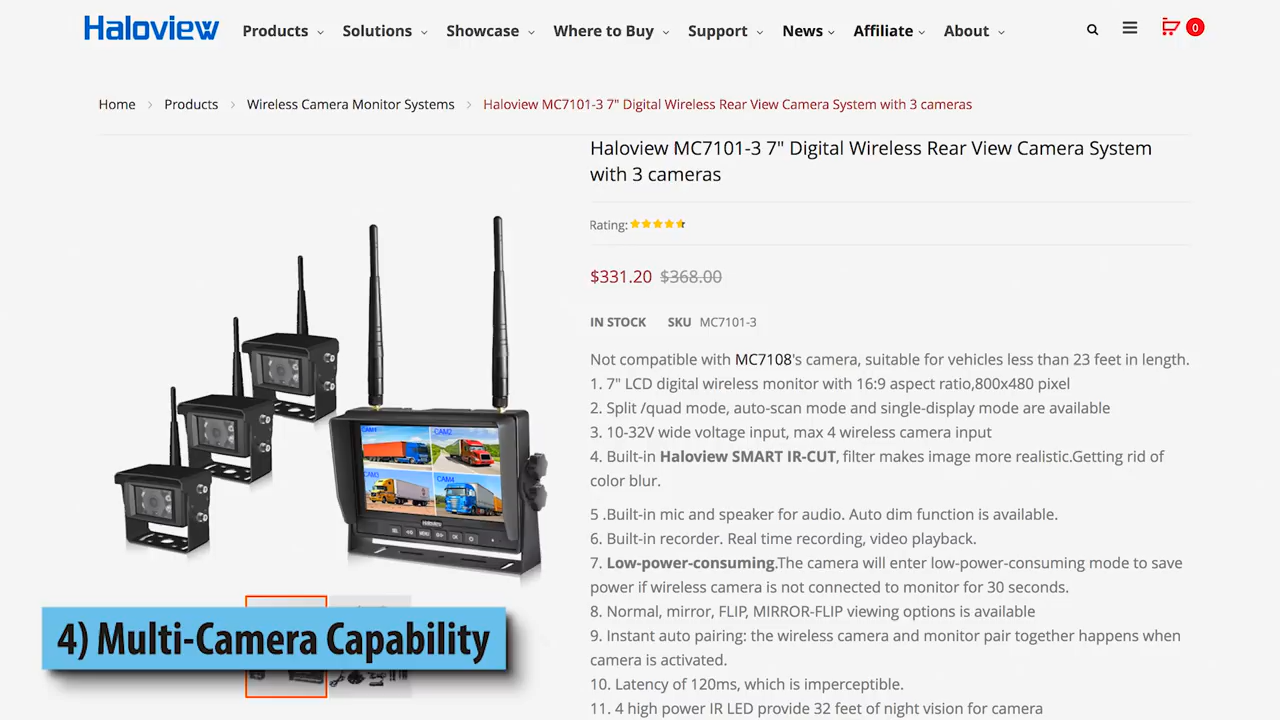 Haloview
Products Solutions Showcase Where to Buy Support News Affiliate About 0
Home > Products > Wireless Camera Monitor Systems > Haloview MC7101-3 7" Digital Wireless Rear View Camera System with 3 cameras
Haloview MC7101-3 7" Digital Wireless Rear View Camera System
with 3 cameras
Rating:
$331.20 $368.00
IN STOCK SKU MC7101-3
Not compatible with MC7108's camera, suitable for vehicles less than 23 feet in length.
1. 7" LCD digital wireless monitor with 16:9 aspect ratio,800x480 pixel
2. Split /quad mode, auto-scan mode and single-display mode are available
3. 10-32V wide voltage input, max 4 wireless camera input
4. Built-in Haloview SMART IR-CUT, filter makes image more realistic.Getting rid of
color blur.
5 .Built-in mic and speaker for audio. Auto dim function is available.
6. Built-in recorder. Real time recording, video playback.
7. Low-power-consuming.The camera will enter low-power-consuming mode to save
power if wireless camera is not connected to monitor for 30 seconds.
8. Normal, mirror, FLIP, MIRROR-FLIP viewing options is available
9. Instant auto pairing: the wireless camera and monitor pair together happens when
camera is activated.
10. Latency of 120ms, which is imperceptible.
11. 4 high power IR LED provide 32 feet of night vision for camera
CAM1 CAM2
CAM3 CAM4
Haloview
MENU OK
4) Multi-Camera Capability